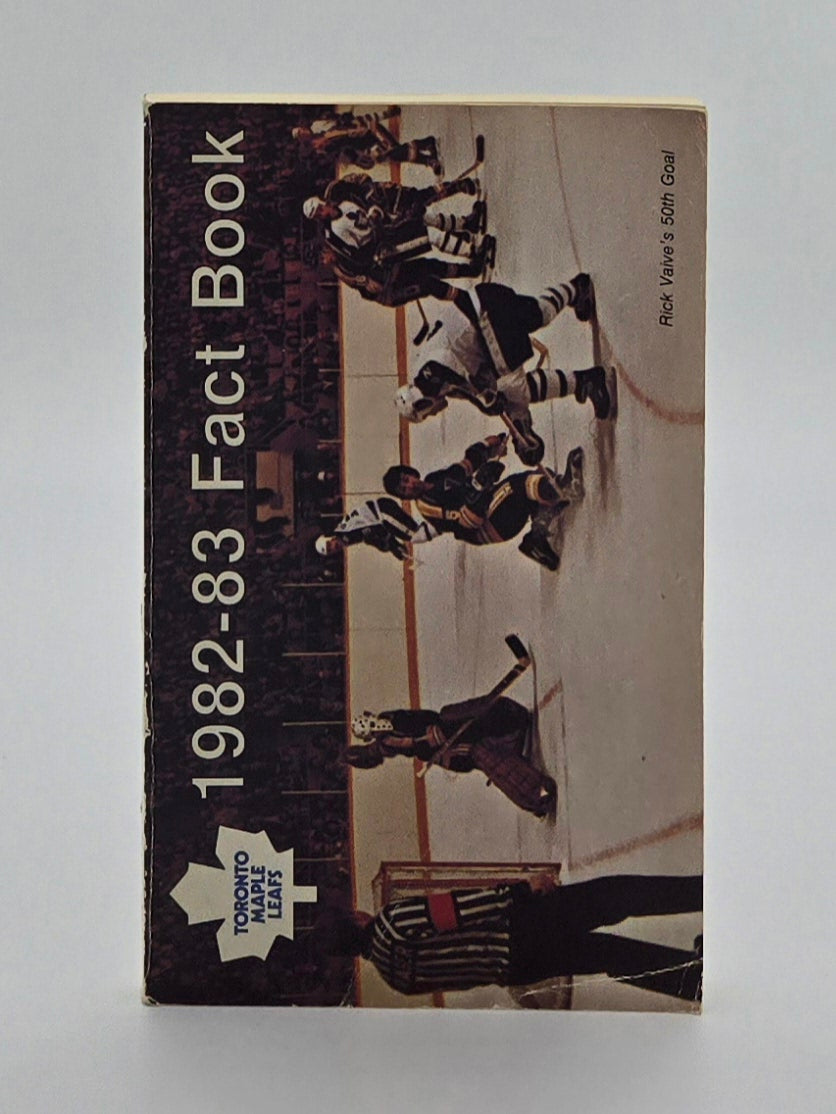 1982-83 Fact Book
TORONTO
MAPLE
LEAFS
Rick Vaive's 50th Goal